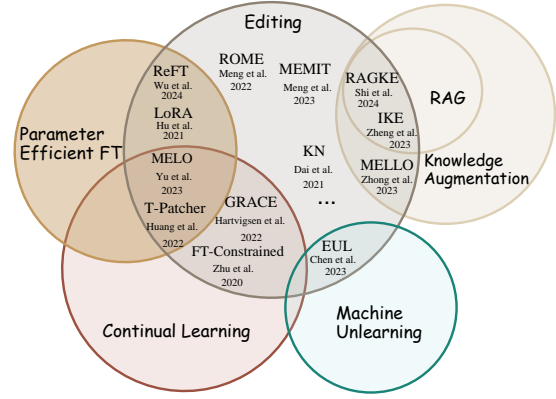 Editing
ReFT
Wu et al.
2024
ROME
Meng et al.
2022
MEMIT
Meng et al.
2023
RAGKE
Shi et al.
2024
RAG
LoRA
Hu et al.
2021
IKE
Zheng et al.
2023
Parameter
Efficient FT
MELO
Yu et al.
2023
KN
Dai et al.
2021
...
MELLO
Zhong et al.
2023
Knowledge
Augmentation
T-Patcher
Huang et al.
2022
GRACE
Hartvigsen et al.
2022
FT-Constrained
Zhu et al.
2020
EUL
Chen et al.
2023
Continual Learning
Machine
Unlearning